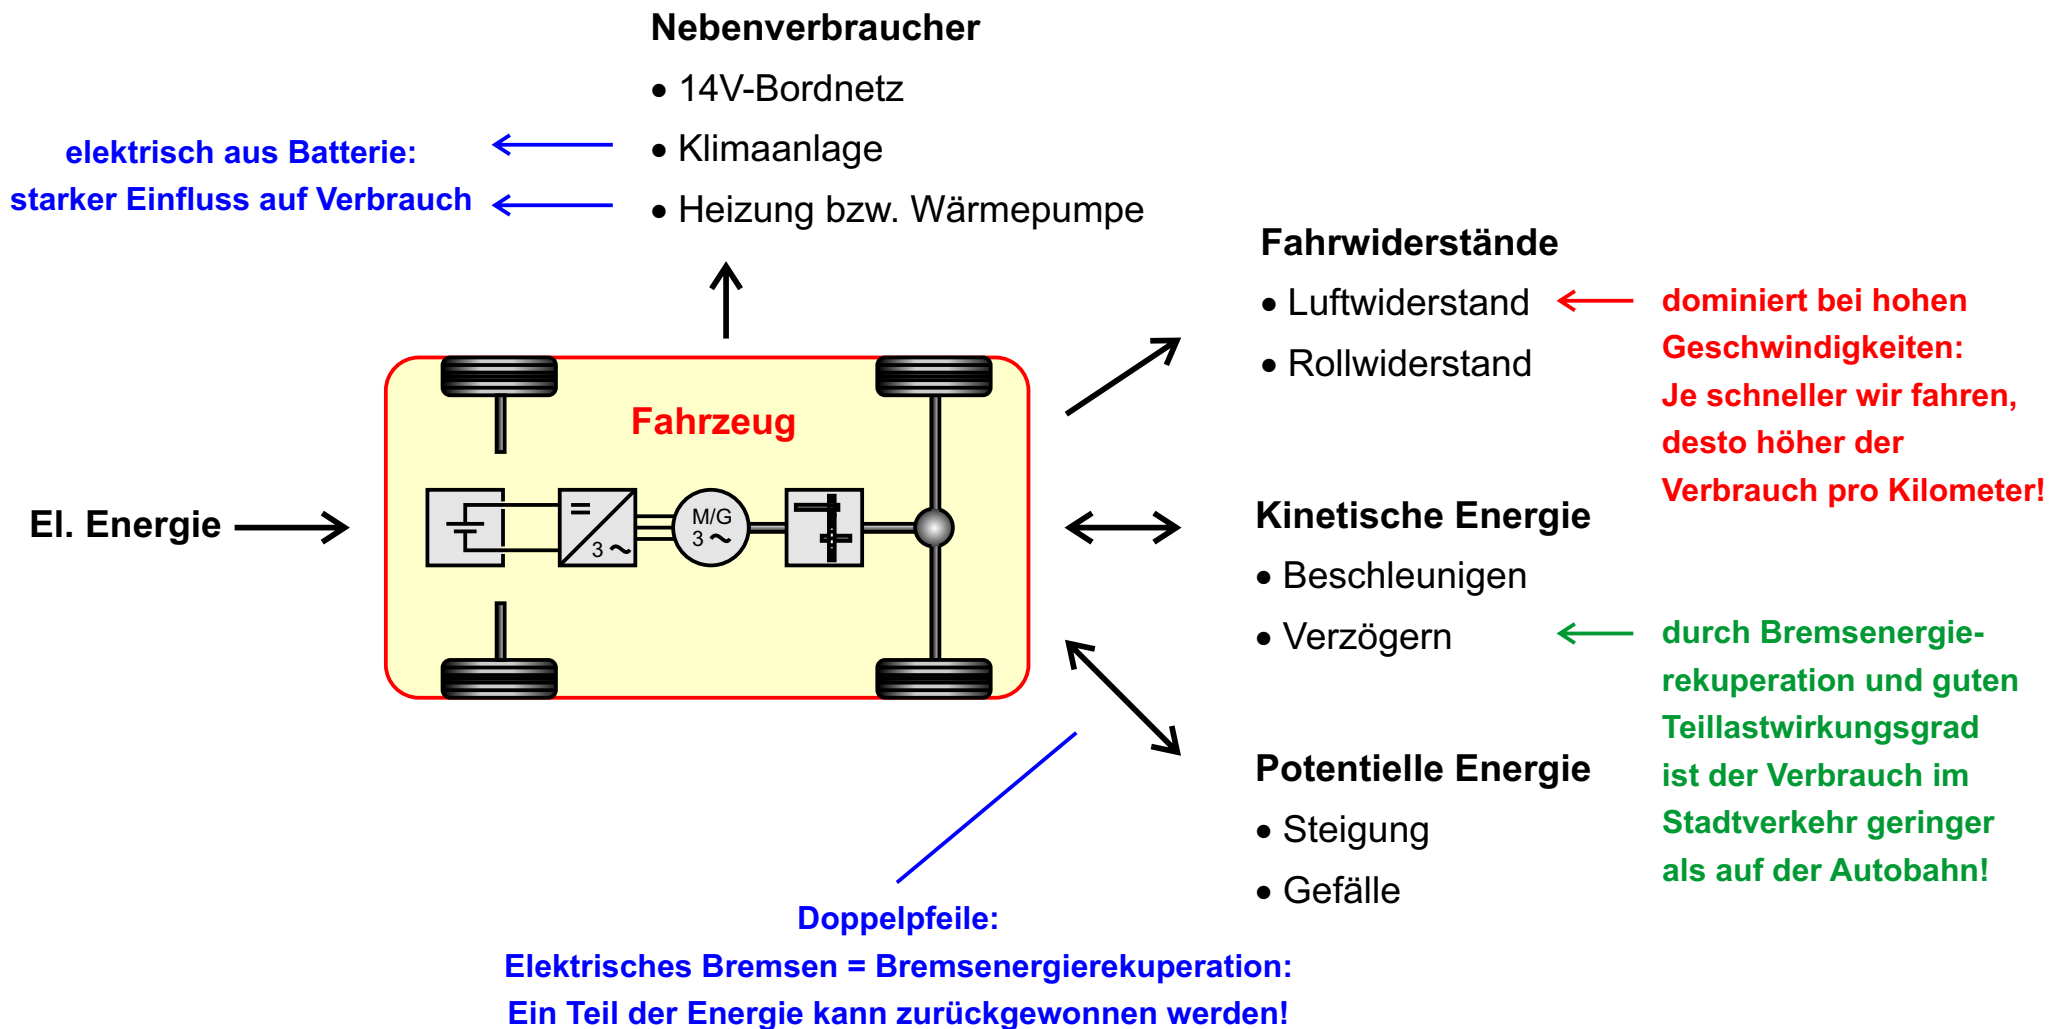 Nebenverbraucher
• 14V-Bordnetz
• Klimaanlage
• Heizung bzw. Wärmepumpe
elektrisch aus Batterie:
starker Einfluss auf Verbrauch
Fahrwiderstände
• Luftwiderstand
• Rollwiderstand
dominiert bei hohen
Geschwindigkeiten:
Je schneller wir fahren,
desto höher der
Verbrauch pro Kilometer!
Fahrzeug
El. Energie
=
3 ~
M/G
3 ~
Kinetische Energie
• Beschleunigen
• Verzögern
durch Bremsenergie-
rekuperation und guten
Teillastwirkungsgrad
ist der Verbrauch im
Stadtverkehr geringer
als auf der Autobahn!
Potentielle Energie
• Steigung
• Gefälle
Doppelpfeile:
Elektrisches Bremsen = Bremsenergierekuperation:
Ein Teil der Energie kann zurückgewonnen werden!